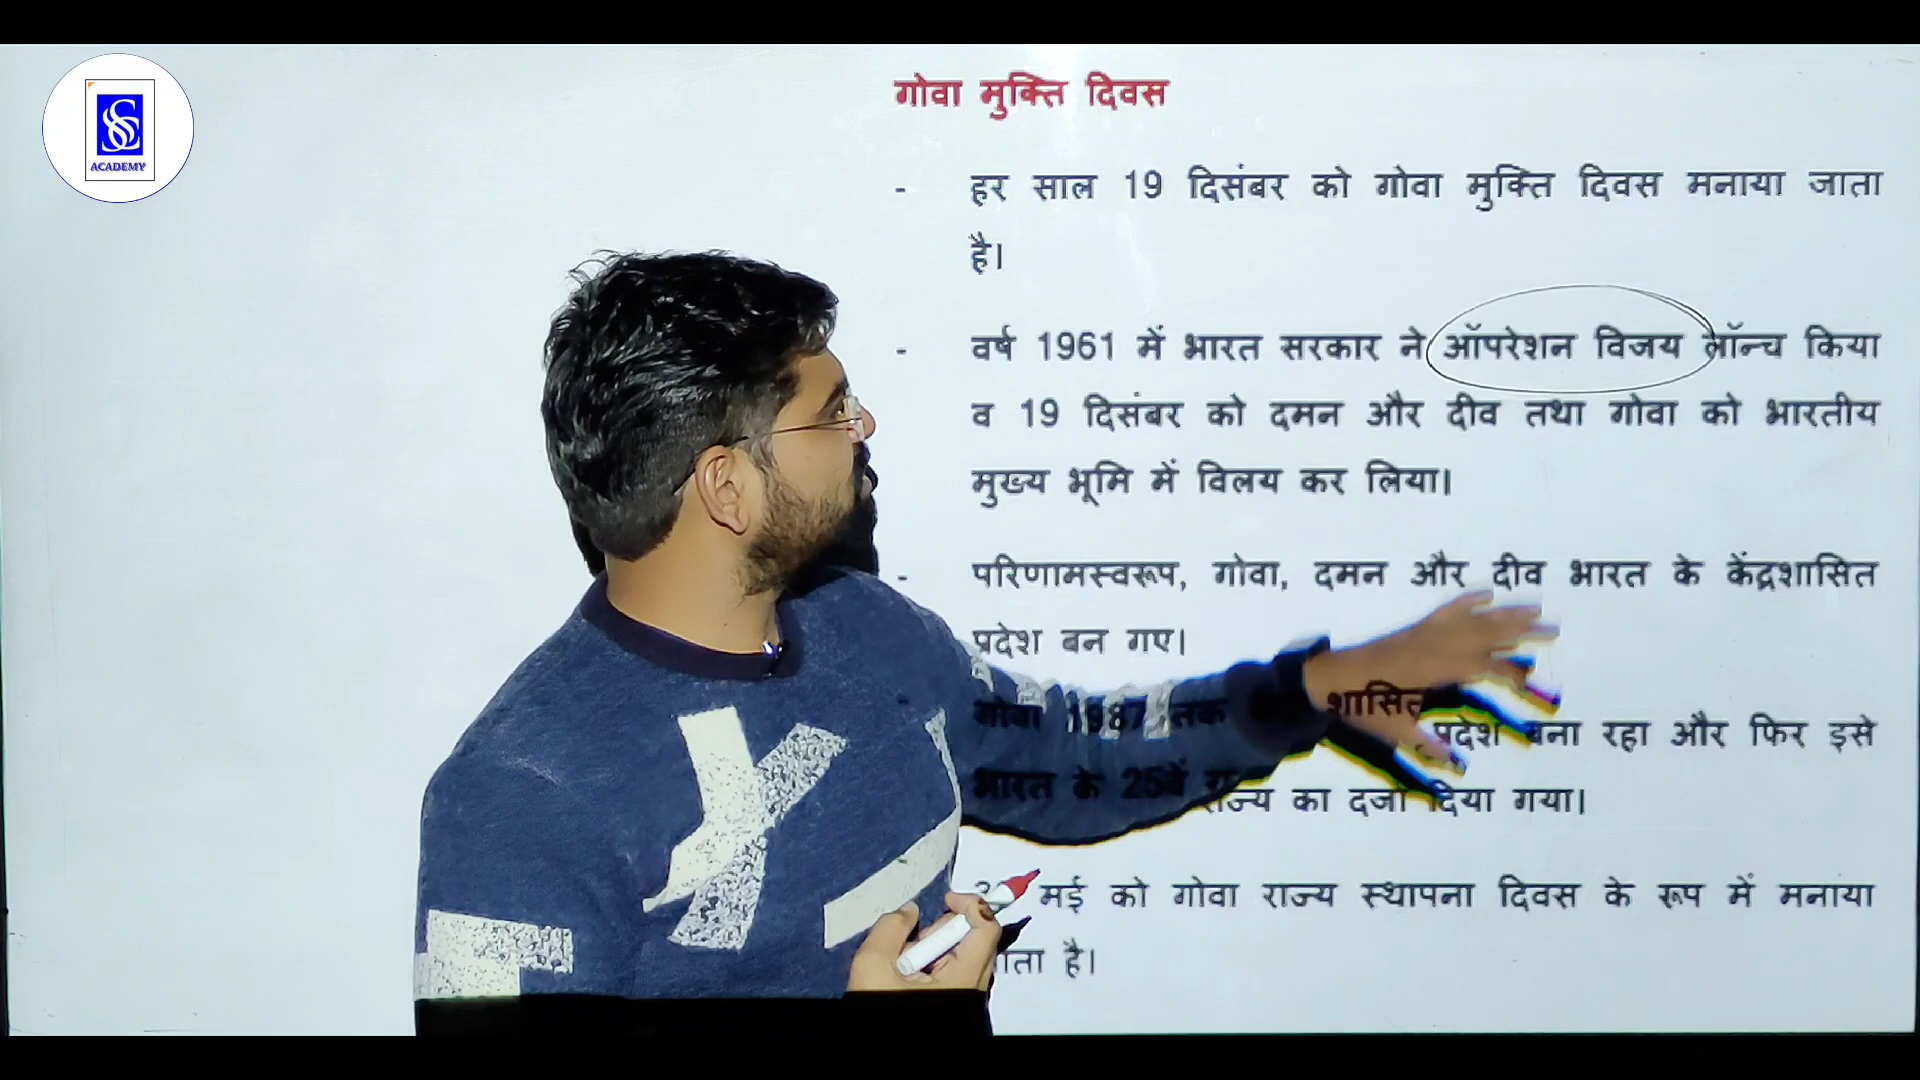 SSC
ACADEMY
गोवा मुक्ति दिवस
- हर साल 19 दिसंबर को गोवा मुक्ति दिवस मनाया जाता
है।
- वर्ष 1961 में भारत सरकार ने ऑपरेशन विजय लॉन्च किया
व 19 दिसंबर को दमन और दीव तथा गोवा को भारतीय
मुख्य भूमि में विलय कर लिया।
- परिणामस्वरूप, गोवा, दमन और दीव भारत के केंद्रशासित
प्रदेश बन गए।
गोवा 1987 तक शासित प्रदेश बना रहा और फिर इसे
भारत के 25वें राज्य का दर्जा दिया गया।
मई को गोवा राज्य स्थापना दिवस के रूप में मनाया
है।